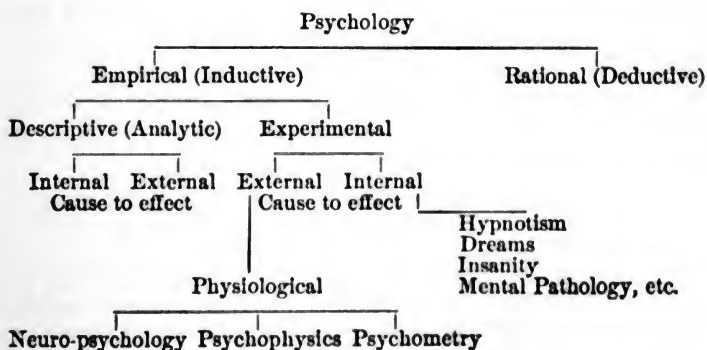 Psychology
Empirical (Inductive) Rational (Deductive)
Descriptive (Analytic) Experimental
Internal External External Internal
Cause to effect Cause to effect
Hypnotism
Dreams
Insanity
Mental Pathology, etc.
Physiological
Neuro-psychology Psychophysics Psychometry